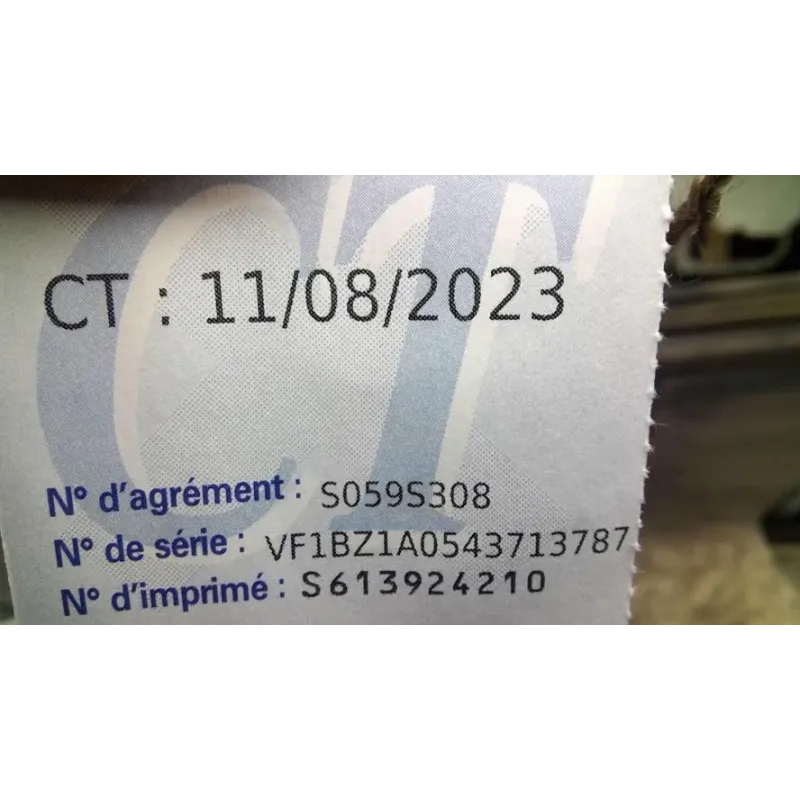 CT : 11/08/2023
N° d'agrément : S059S308
N° de série : VF1BZ1A0543713787
N° d'imprimé : S613924210